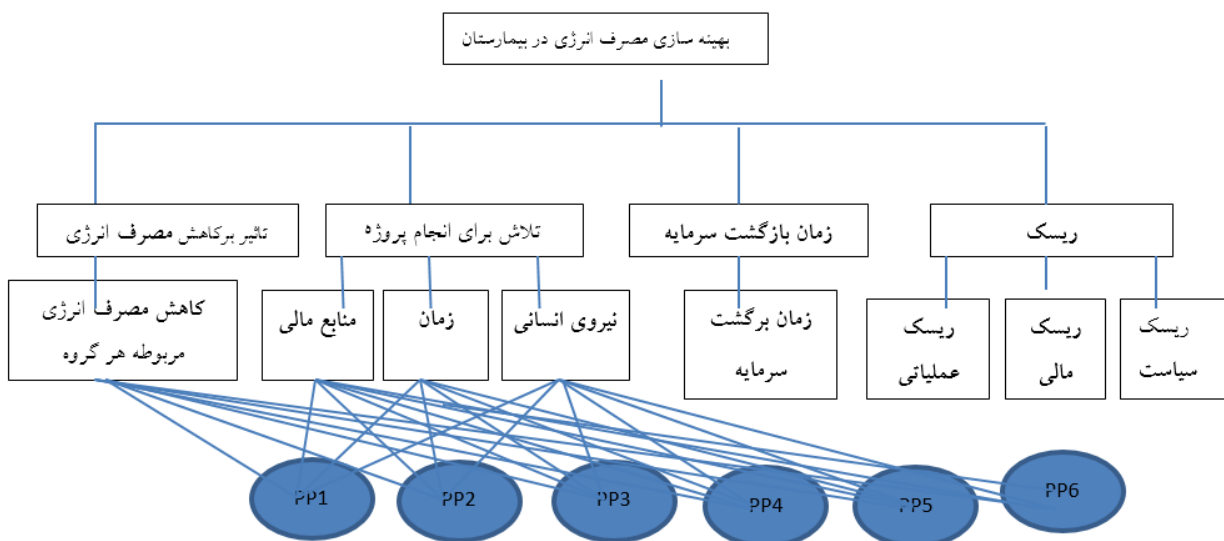 بهینه سازی مصرف انرژی در بیمارستان
ریسک
زمان بازگشت سرمایه
تلاش برای انجام پروژه
تاثیر برکاهش مصرف انرژی
ریسک
سیاست
ریسک
مالی
ریسک
عملیاتی
زمان برگشت
سرمایه
نیروی انسانی
زمان
منابع مالی
کاهش مصرف انرژی
مربوطه هر گروه
PP1
PP2
PP3
PP4
PP5
PP6